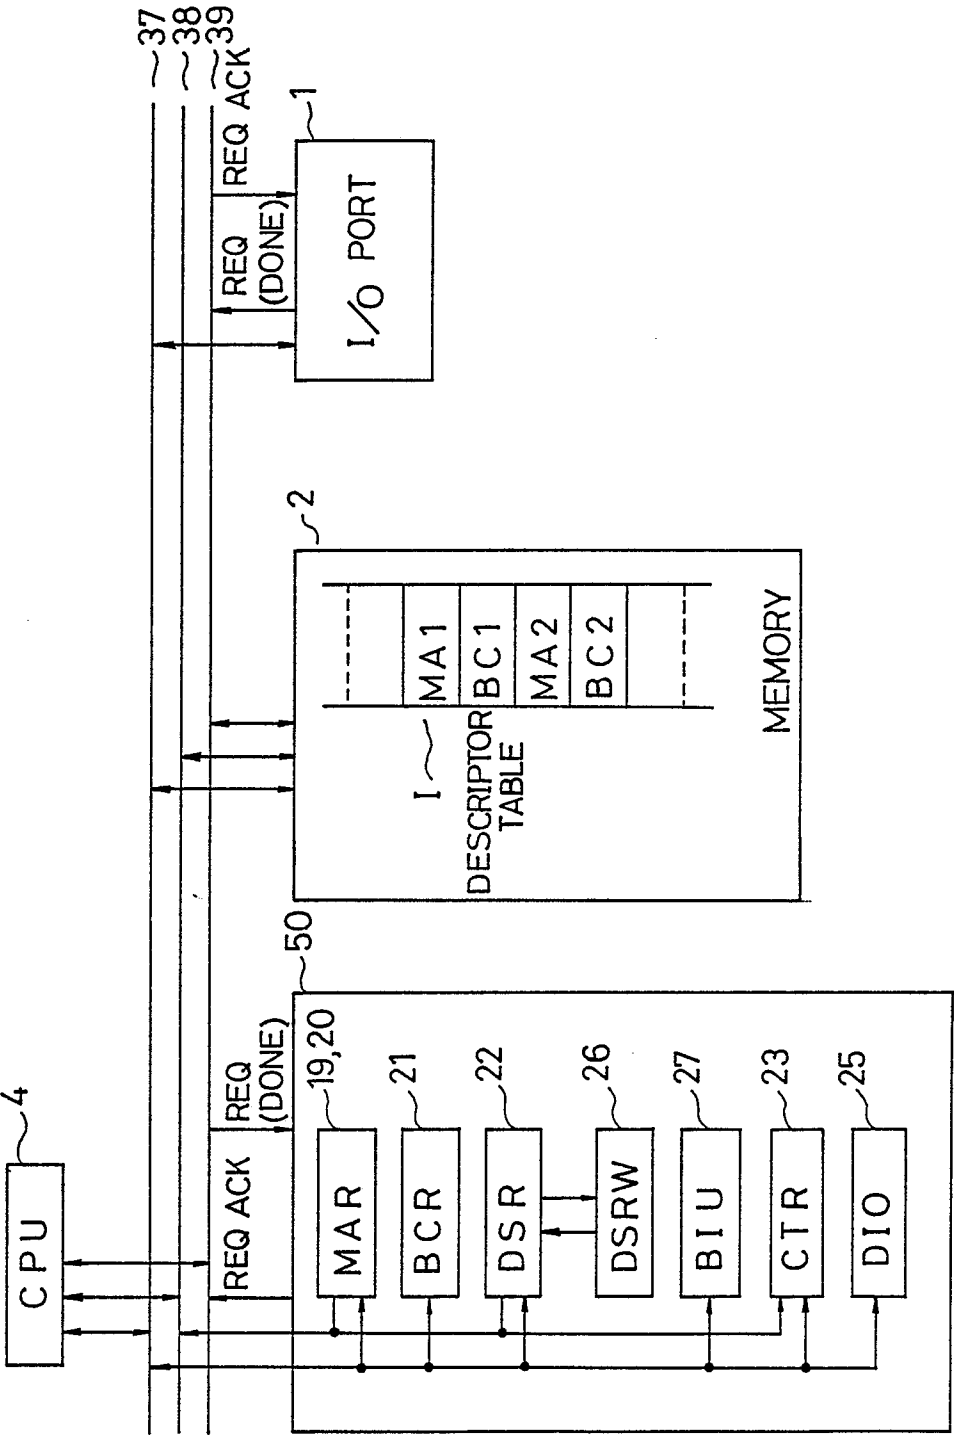 CPU
4
37
38
39
REQ ACK
REQ
(DONE)
50
MAR
19,20
BCR
21
DSR
22
DSRW
26
BIU
27
CTR
23
DIO
25
2
MA1
BC1
MA2
BC2
I
DESCRIPTOR
TABLE
MEMORY
REQ
(DONE)
REQ ACK
1
I/O PORT